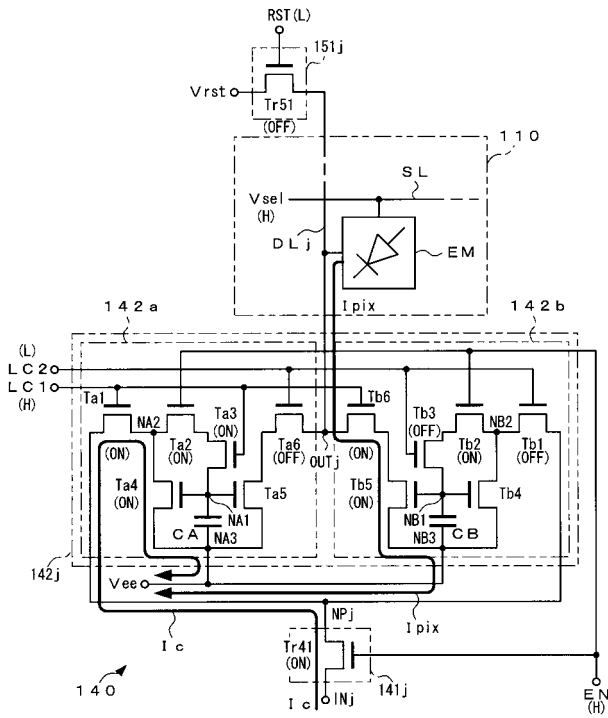 RST(L)
151j
Vrst
Tr51
(OFF)
110
SL
Vsel
(H)
DLj
EM
Ipix
142a
142b
(L)
LC2
LC1
(H)
Ta1
NA2
Ta3
(ON)
Tb6
Tb3
(OFF)
NB2
(ON)
Ta2
(ON)
Ta6
(OFF)
OUTj
(ON)
Tb2
(ON)
Tb1
(OFF)
Ta4
(ON)
Ta5
Tb5
(ON)
Tb4
NA1
NB1
CA
CB
NA3
NB3
142j
Vee
NPj
Ic
Ipix
Tr41
(ON)
141j
140
Ic
INj
EN
(H)